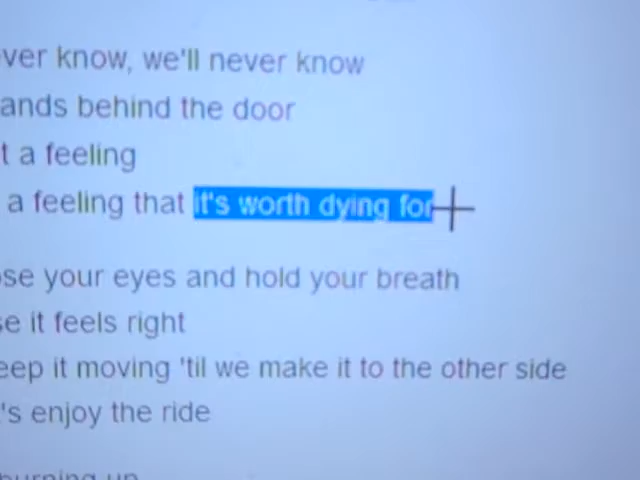 ver know, we'll never know
ands behind the door
t a feeling
a feeling that it's worth dying for
se your eyes and hold your breath
e it feels right
eep it moving 'til we make it to the other side
's enjoy the ride
burning up